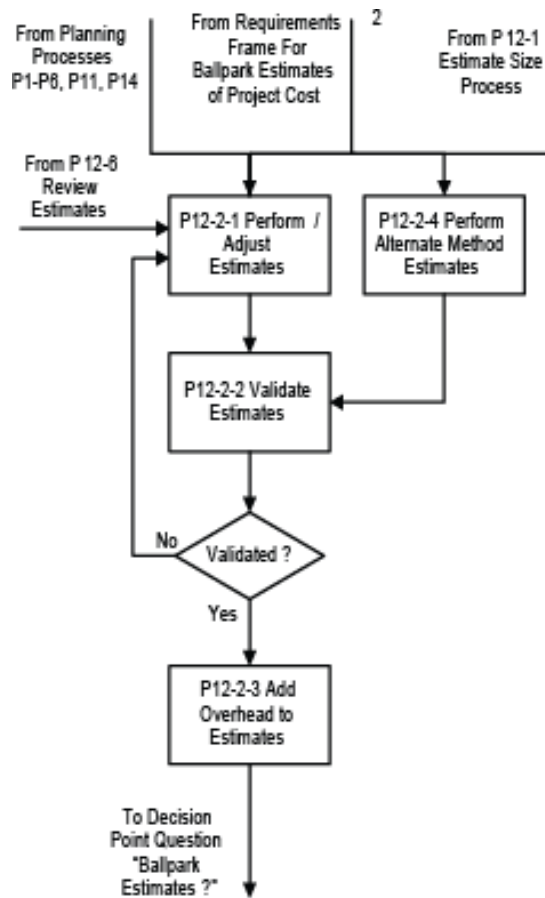 From Planning
Processes
P1-P8, P11, P14
From Requirements
Frame For
Ballpark Estimates
of Project Cost
2
From P 12-1
Estimate Size
Process
From P 12-6
Review
Estimates
P12-2-1 Perform /
Adjust
Estimates
P12-2-4 Perform
Alternate Method
Estimates
P12-2-2 Validate
Estimates
No
Validated ?
Yes
P12-2-3 Add
Overhead to
Estimates
To Decision
Point Question
"Ballpark
Estimates ?"